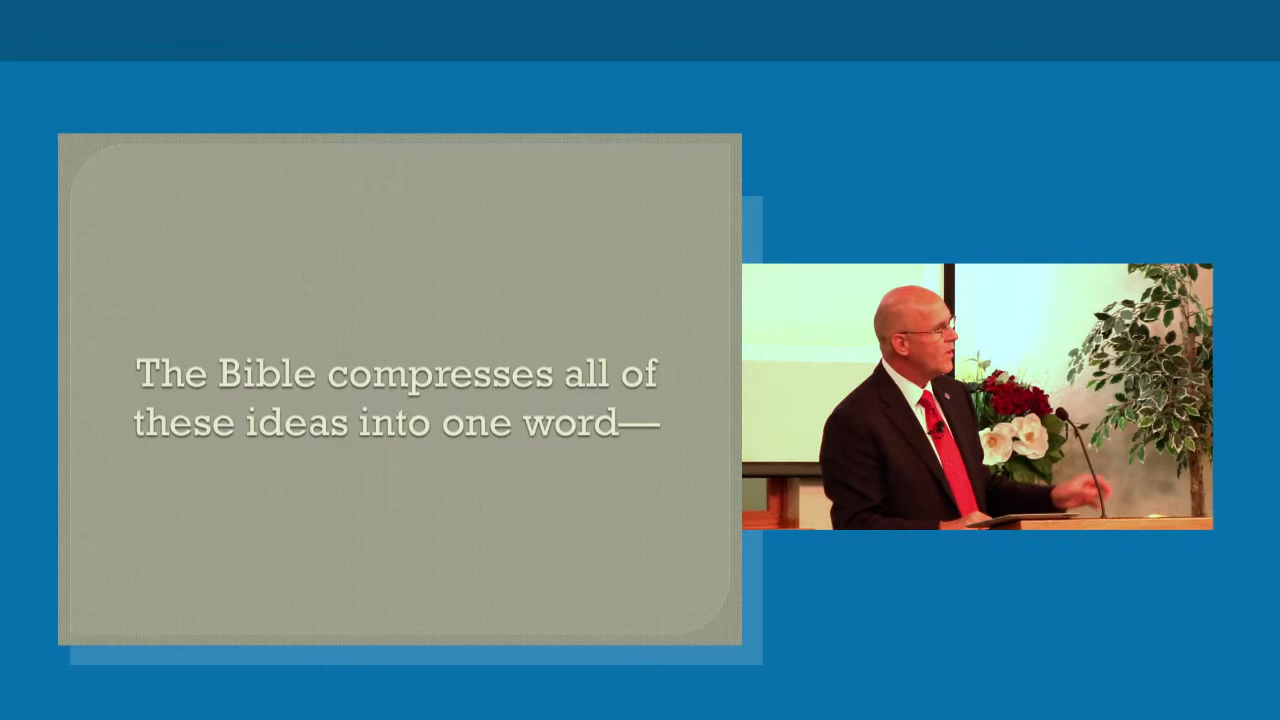 The Bible compresses all of
these ideas into one word—